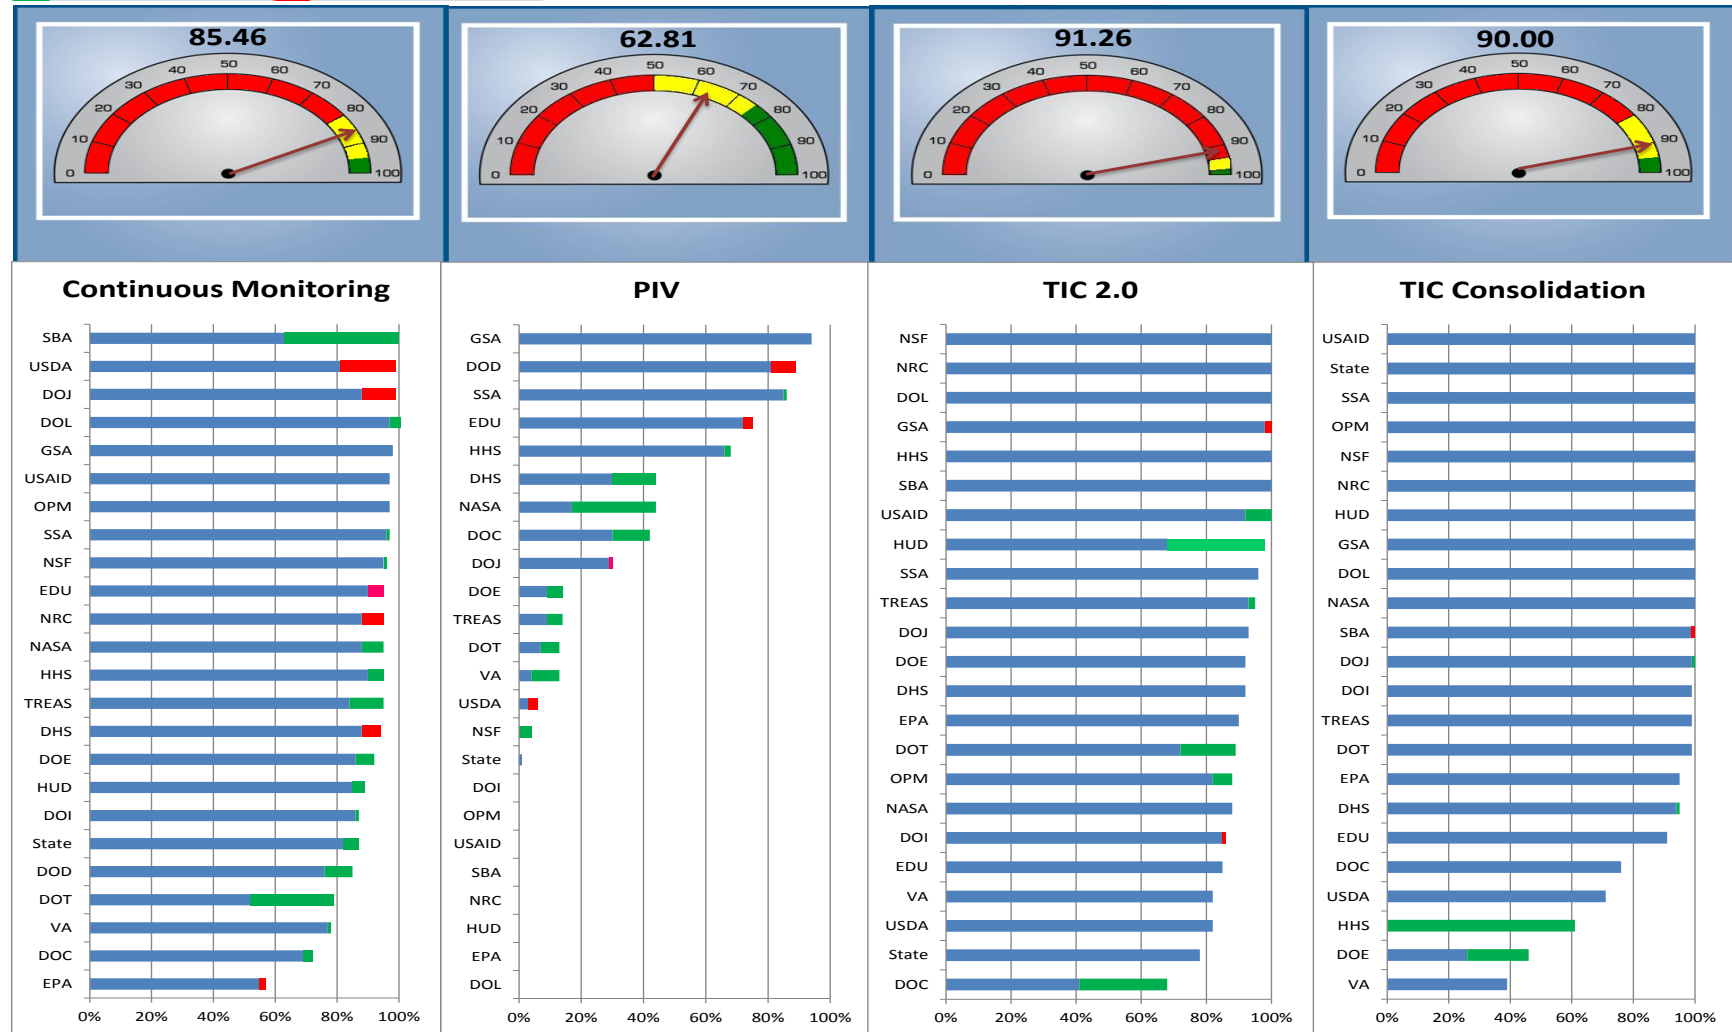 85.46
0 10 20 30 40 50 60 70 80 90 100
62.81
0 10 20 30 40 50 60 70 80 90 100
91.26
0 10 20 30 40 50 60 70 80 90 100
90.00
0 10 20 30 40 50 60 70 80 90 100
Continuous Monitoring
SBA
USDA
DOJ
DOL
GSA
USAID
OPM
SSA
NSF
EDU
NRC
NASA
HHS
TREAS
DHS
DOE
HUD
DOI
State
DOD
DOT
VA
DOC
EPA
0% 20% 40% 60% 80% 100%
PIV
GSA
DOD
SSA
EDU
HHS
DHS
NASA
DOC
DOJ
DOE
TREAS
DOT
VA
USDA
NSF
State
DOI
OPM
USAID
SBA
NRC
HUD
EPA
DOL
0% 20% 40% 60% 80% 100%
TIC 2.0
NSF
NRC
DOL
GSA
HHS
SBA
USAID
HUD
SSA
TREAS
DOJ
DOE
DHS
EPA
DOT
OPM
NASA
DOI
EDU
VA
USDA
State
DOC
0% 20% 40% 60% 80% 100%
TIC Consolidation
USAID
State
SSA
OPM
NSF
NRC
HUD
GSA
DOL
NASA
SBA
DOJ
DOI
TREAS
DOT
EPA
DHS
EDU
DOC
USDA
HHS
DOE
VA
0% 20% 40% 60% 80% 100%